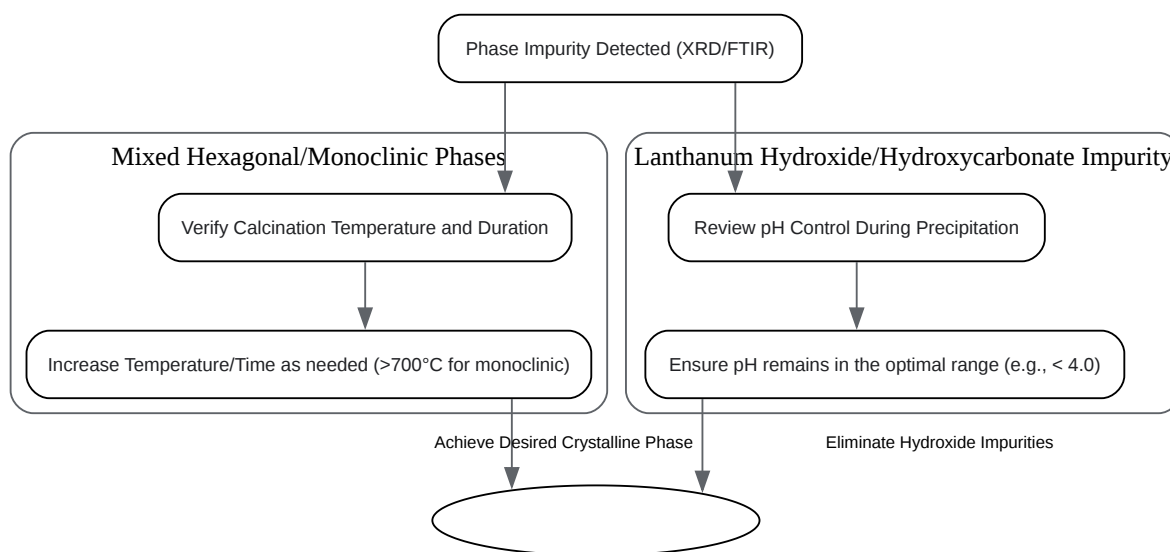 Phase Impurity Detected (XRD/FTIR)
Mixed Hexagonal/Monoclinic Phases
Verify Calcination Temperature and Duration
Increase Temperature/Time as needed (>700°C for monoclinic)
Achieve Desired Crystalline Phase
Lanthanum Hydroxide/Hydroxycarbonate Impurity
Review pH Control During Precipitation
Ensure pH remains in the optimal range (e.g., < 4.0)
Eliminate Hydroxide Impurities